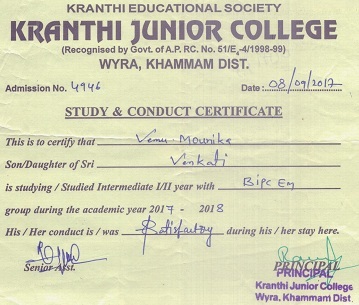 KRANTHI EDUCATIONAL SOCIETY
KRANTHI JUNIOR COLLEGE
(Recognised by Govt. of A.P. RC. No. 51/E,-4/1998-99)
WYRA, KHAMMAM DIST.
Admission No. 4946 Date: 08/09/2017
STUDY & CONDUCT CERTIFICATE
This is to certify that Vemu. Mounika
Son/Daughter of Sri Venkati
is studying / Studied Intermediate I/II year with BiPC Em
group during the academic year 2017 - 2018
His / Her conduct is / was Satisfactoy during his / her stay here.
Senior Asst. PRINCIPAL
PRINCIPAL
Kranthi Junior College
Wyra, Khammam Dist